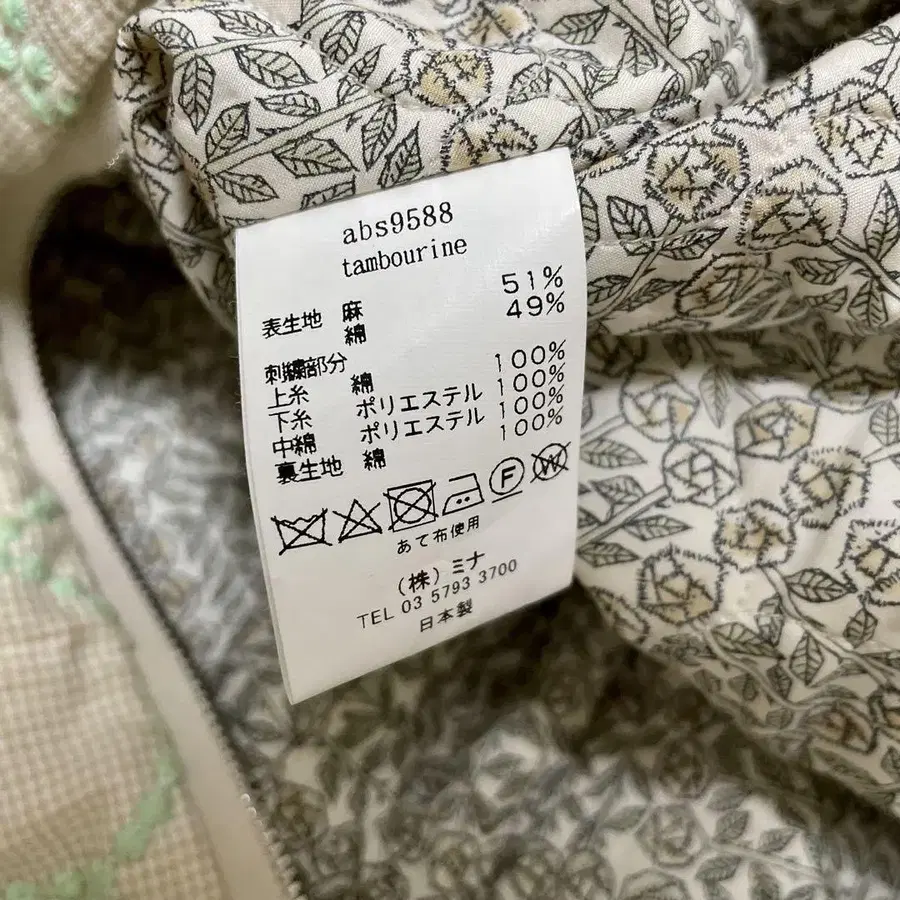 abs9588
tambourine
表生地 麻 51%
綿 49%
刺繍部分
上糸 綿 100%
下糸 ポリエステル 100%
中綿 ポリエステル 100%
裏生地 綿 100%
F W
あて布使用
(株)ミナ
TEL 03 5793 3700
日本製